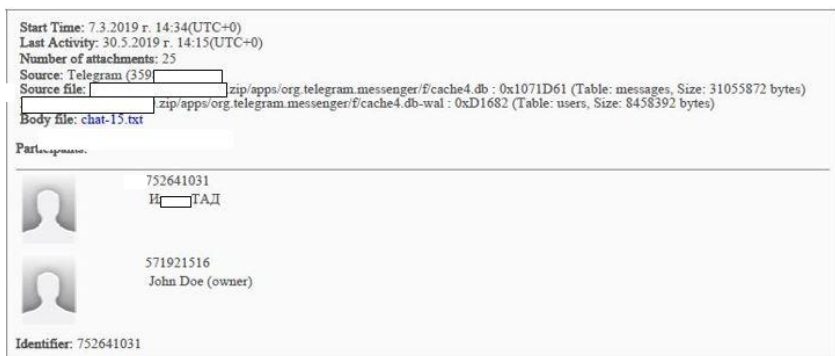 Start Time: 7.3.2019 г. 14:34(UTC+0)
Last Activity: 30.5.2019 г. 14:15(UTC+0)
Number of attachments: 25
Source: Telegram (359
Source file: .zip/apps/org.telegram.messenger/f/cache4.db : 0x1071D61 (Table: messages, Size: 31055872 bytes)
.zip/apps/org.telegram.messenger/f/cache4.db-wal : 0xD1682 (Table: users, Size: 8458392 bytes)
Body file: chat-15.txt
Participants:
752641031
И ТАД
571921516
John Doe (owner)
Identifier: 752641031